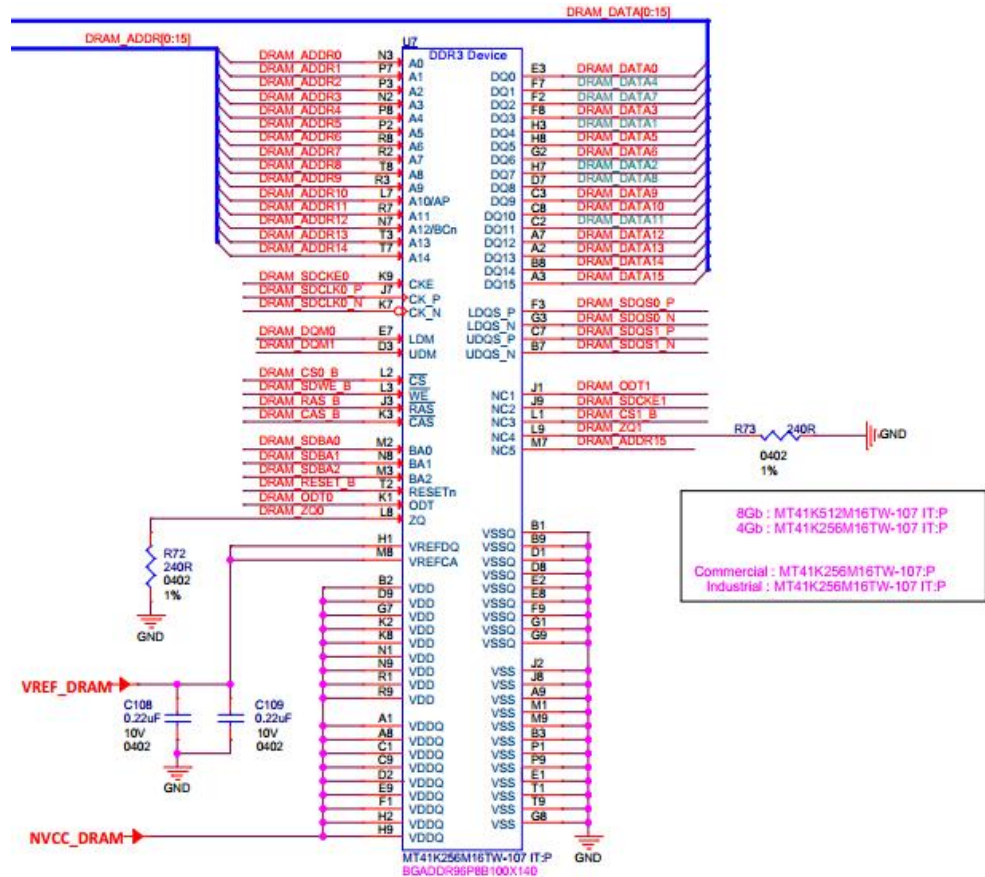 DRAM_DATA[0:15]
DRAM_ADDR[0:15]
U7
DDR3 Device
DRAM_ADDR0 N3 A0
DRAM_ADDR1 P7 A1
DRAM_ADDR2 P3 A2
DRAM_ADDR3 N2 A3
DRAM_ADDR4 P8 A4
DRAM_ADDR5 P2 A5
DRAM_ADDR6 R8 A6
DRAM_ADDR7 R2 A7
DRAM_ADDR8 T8 A8
DRAM_ADDR9 R3 A9
DRAM_ADDR10 L7 A10/AP
DRAM_ADDR11 R7 A11
DRAM_ADDR12 N7 A12/BCn
DRAM_ADDR13 T3 A13
DRAM_ADDR14 T7 A14
DRAM_SDCKE0 K9 CKE
DRAM_SDCLK0_P J7 CK_P
DRAM_SDCLK0_N K7 CK_N
DRAM_DQM0 E7 LDM
DRAM_DQM1 D3 UDM
DRAM_CS0_B L2 CS
DRAM_SDWE_B L3 WE
DRAM_RAS_B J3 RAS
DRAM_CAS_B K3 CAS
DRAM_SDBA0 M2 BA0
DRAM_SDBA1 N8 BA1
DRAM_SDBA2 M3 BA2
DRAM_RESET_B T2 RESETn
DRAM_ODT0 K1 ODT
DRAM_ZQ0 L8 ZQ
H1 VREFDQ
M8 VREFCA
B2 VDD
D9 VDD
G7 VDD
K2 VDD
K8 VDD
N1 VDD
N9 VDD
R1 VDD
R9 VDD
A1 VDDQ
A8 VDDQ
C1 VDDQ
C9 VDDQ
D2 VDDQ
E9 VDDQ
F1 VDDQ
H2 VDDQ
H9 VDDQ
DQ0 E3 DRAM_DATA0
DQ1 F7 DRAM_DATA4
DQ2 F2 DRAM_DATA7
DQ3 F8 DRAM_DATA3
DQ4 H3 DRAM_DATA1
DQ5 H8 DRAM_DATA5
DQ6 G2 DRAM_DATA6
DQ7 H7 DRAM_DATA2
DQ8 D7 DRAM_DATA8
DQ9 C3 DRAM_DATA9
DQ10 C8 DRAM_DATA10
DQ11 C2 DRAM_DATA11
DQ12 A7 DRAM_DATA12
DQ13 A2 DRAM_DATA13
DQ14 B8 DRAM_DATA14
DQ15 A3 DRAM_DATA15
LDQS_P F3 DRAM_SDQS0_P
LDQS_N G3 DRAM_SDQS0_N
UDQS_P C7 DRAM_SDQS1_P
UDQS_N B7 DRAM_SDQS1_N
NC1 J1 DRAM_ODT1
NC2 J9 DRAM_SDCKE1
NC3 L1 DRAM_CS1_B
NC4 L9 DRAM_ZQ1
NC5 M7 DRAM_ADDR15
VSSQ B1
VSSQ B9
VSSQ D1
VSSQ D8
VSSQ E2
VSSQ E8
VSSQ F9
VSSQ G1
VSSQ G9
VSS J2
VSS J8
VSS A9
VSS M1
VSS M9
VSS B3
VSS P1
VSS P9
VSS E1
VSS T1
VSS T9
VSS G8
GND
R73 240R
0402
1%
GND
8Gb : MT41K512M16TW-107 IT:P
4Gb : MT41K256M16TW-107 IT:P
Commercial : MT41K256M16TW-107:P
Industrial : MT41K256M16TW-107 IT:P
R72
240R
0402
1%
GND
VREF_DRAM
C108
0.22uF
10V
0402
C109
0.22uF
10V
0402
GND
NVCC_DRAM
MT41K256M16TW-107 IT:P
BGADDR96P8B100X140